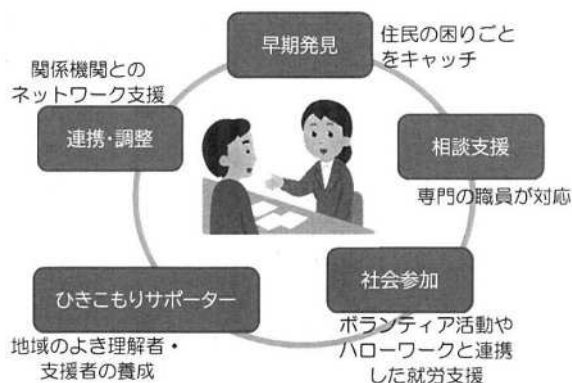 早期発見
住民の困りごと
をキャッチ
相談支援
専門の職員が対応
社会参加
ボランティア活動や
ハローワークと連携
した就労支援
ひきこもりサポーター
地域のよき理解者・
支援者の養成
関係機関との
ネットワーク支援
連携・調整